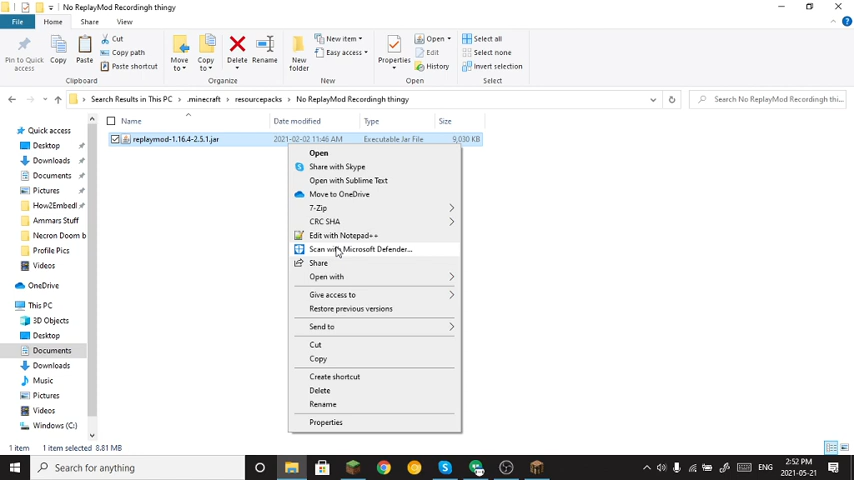 No ReplayMod Recordingh thingy
File
Home
Share
View
Pin to Quick access
Copy
Paste
Cut
Copy path
Paste shortcut
Clipboard
Move to
Copy to
Delete
Rename
Organize
New folder
New item
Easy access
New
Properties
Open
Edit
History
Open
Select all
Select none
Invert selection
Select
Search Results in This PC > .minecraft > resourcepacks > No ReplayMod Recordingh thingy
Search No ReplayMod Recordingh thi...
Name
Date modified
Type
Size
replaymod-1.16.4-2.5.1.jar
2021-02-02 11:46 AM
Executable Jar File
9,030 KB
Quick access
Desktop
Downloads
Documents
Pictures
How2Embedl
Ammars Stuff
Necron Doom b
Profile Pics
Videos
OneDrive
This PC
3D Objects
Desktop
Documents
Downloads
Music
Pictures
Videos
Windows (C:)
Open
Share with Skype
Open with Sublime Text
Move to OneDrive
7-Zip
CRC SHA
Edit with Notepad++
Scan with Microsoft Defender...
Share
Open with
Give access to
Restore previous versions
Send to
Cut
Copy
Create shortcut
Delete
Rename
Properties
1 item
1 item selected 8.81 MB
Search for anything
ENG
2:52 PM
2021-05-21